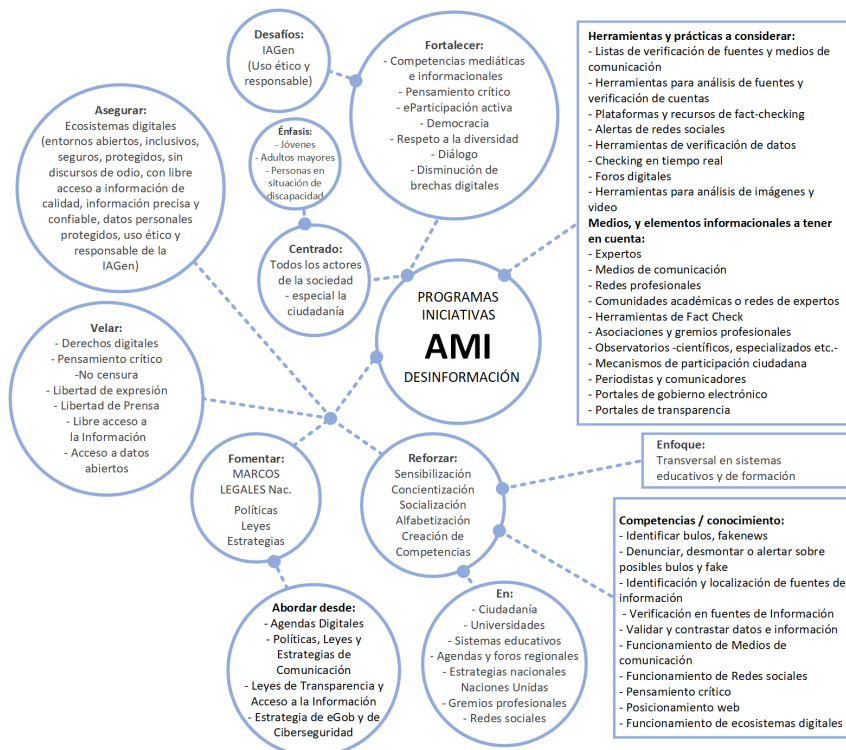 Desafíos:
IAGen
(Uso ético y
responsable)
Fortalecer:
- Competencias mediáticas
e informacionales
- Pensamiento crítico
- eParticipación activa
- Democracia
- Respeto a la diversidad
- Diálogo
- Disminución de
brechas digitales
Herramientas y prácticas a considerar:
- Listas de verificación de fuentes y medios de
comunicación
- Herramientas para análisis de fuentes y
verificación de cuentas
- Plataformas y recursos de fact-checking
- Alertas de redes sociales
- Herramientas de verificación de datos
- Checking en tiempo real
- Foros digitales
- Herramientas para análisis de imágenes y
video
Medios, y elementos informacionales a tener
en cuenta:
- Expertos
- Medios de comunicación
- Redes profesionales
- Comunidades académicas o redes de expertos
- Herramientas de Fact Check
- Asociaciones y gremios profesionales
- Observatorios -científicos, especializados etc.-
- Mecanismos de participación ciudadana
- Periodistas y comunicadores
- Portales de gobierno electrónico
- Portales de transparencia
Asegurar:
Ecosistemas digitales
(entornos abiertos, inclusivos,
seguros, protegidos, sin
discursos de odio, con libre
acceso a información de
calidad, información precisa y
confiable, datos personales
protegidos, uso ético y
responsable de la
IAGen)
Énfasis:
- Jóvenes
- Adultos mayores
- Personas en
situación de
discapacidad
Centrado:
Todos los actores
de la sociedad
- especial la
ciudadanía
PROGRAMAS
INICIATIVAS
AMI
DESINFORMACIÓN
Velar:
- Derechos digitales
- Pensamiento crítico
-No censura
- Libertad de expresión
- Libertad de Prensa
- Libre acceso a
la Información
- Acceso a datos
abiertos
Fomentar:
MARCOS
LEGALES Nac.
Políticas
Leyes
Estrategias
Reforzar:
Sensibilización
Concientización
Socialización
Alfabetización
Creación de
Competencias
Enfoque:
Transversal en sistemas
educativos y de formación
Competencias / conocimiento:
- Identificar bulos, fakenews
- Denunciar, desmontar o alertar sobre
posibles bulos y fake
- Identificación y localización de fuentes de
información
- Verificación en fuentes de Información
- Validar y contrastar datos e información
- Funcionamiento de Medios de
comunicación
- Funcionamiento de Redes sociales
- Pensamiento crítico
- Posicionamiento web
- Funcionamiento de ecosistemas digitales
Abordar desde:
- Agendas Digitales
- Políticas, Leyes y
Estrategias de
Comunicación
- Leyes de Transparencia y
Acceso a la Información
- Estrategia de eGob y de
Ciberseguridad
En:
- Ciudadanía
- Universidades
- Sistemas educativos
- Agendas y foros regionales
- Estrategias nacionales
Naciones Unidas
- Gremios profesionales
- Redes sociales